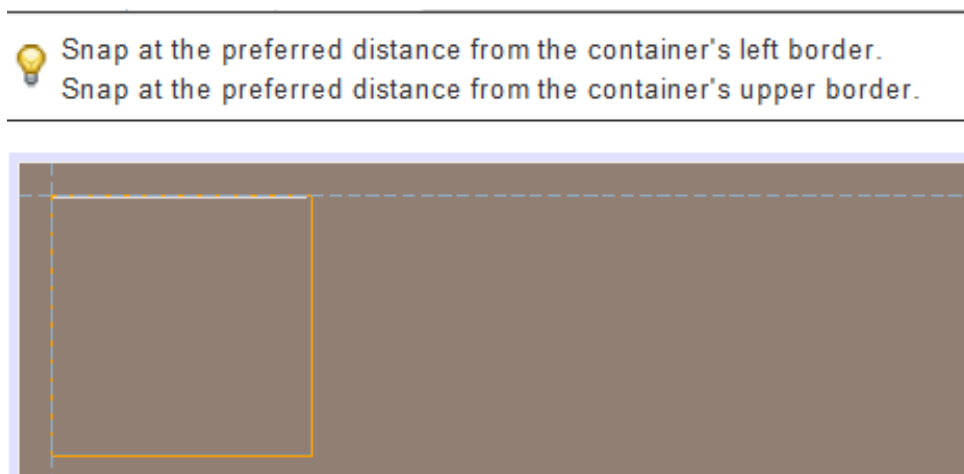 Snap at the preferred distance from the container's left border.
Snap at the preferred distance from the container's upper border.